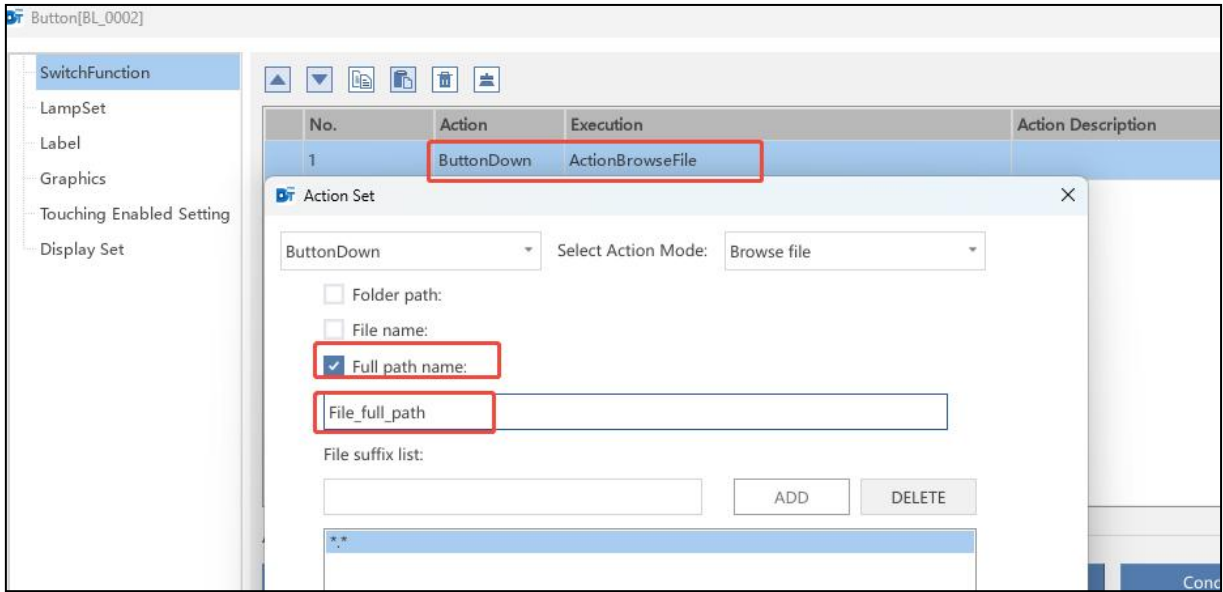 Button[BL_0002]
SwitchFunction
LampSet
Label
Graphics
Touching Enabled Setting
Display Set
No. Action Execution Action Description
1 ButtonDown ActionBrowseFile
DT Action Set
ButtonDown Select Action Mode: Browse file
Folder path:
File name:
Full path name:
File_full_path
File suffix list:
ADD DELETE
*.*